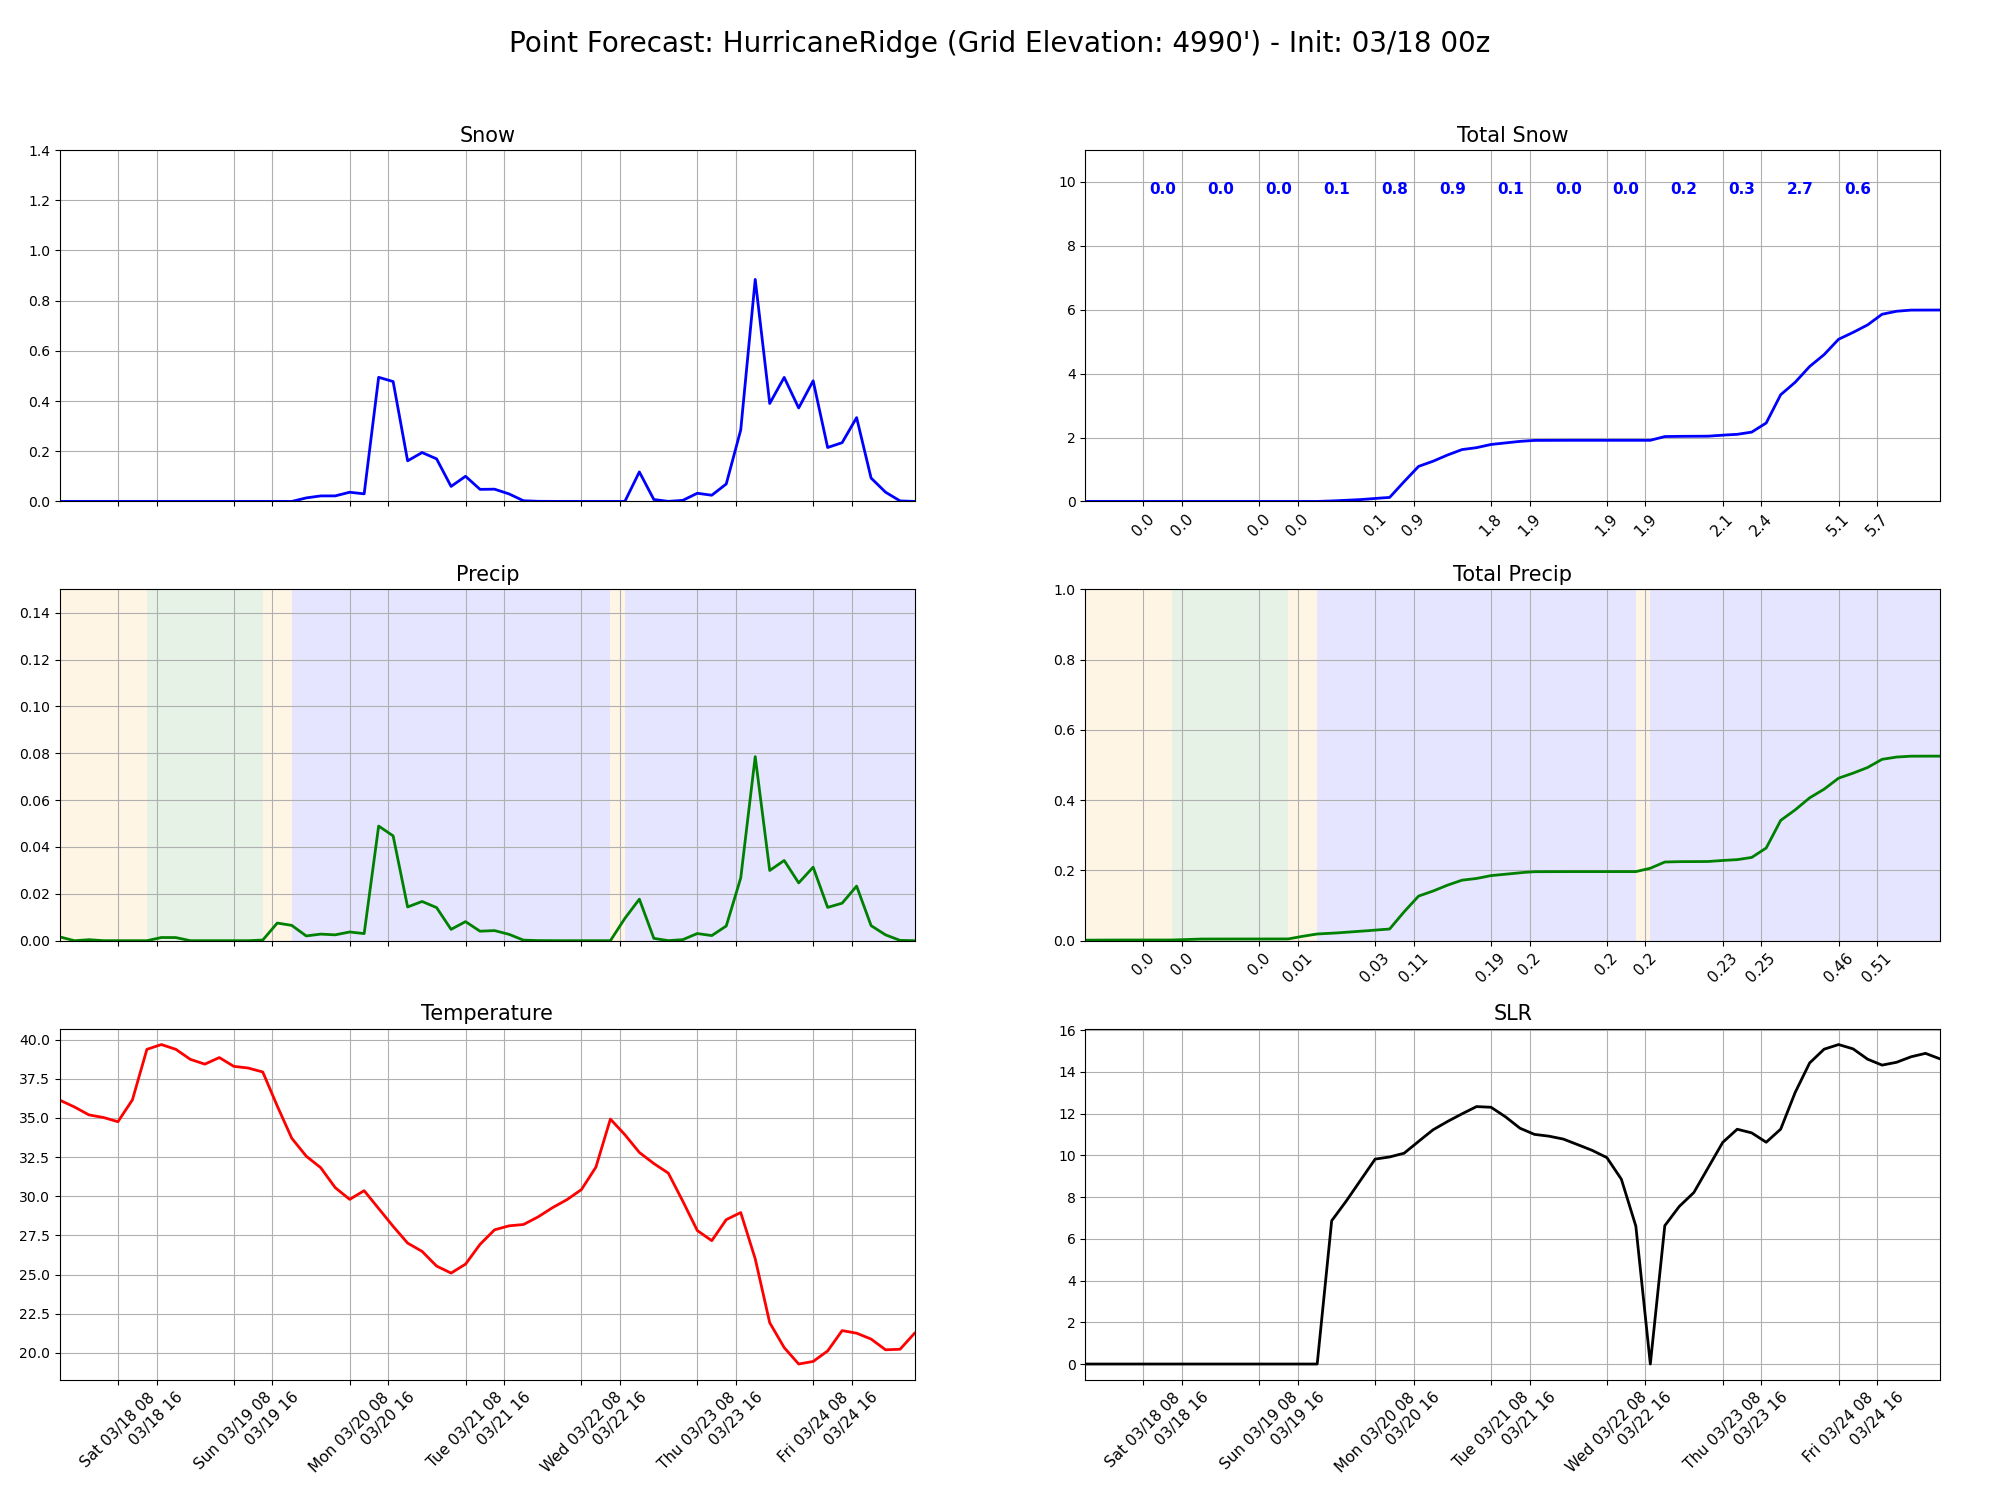 Point Forecast: HurricaneRidge (Grid Elevation: 4990') - Init: 03/18 00z
Snow
1.4
1.2
1.0
0.8
0.6
0.4
0.2
0.0
Total Snow
10
8
6
4
2
0
0.0 0.0 0.0 0.1 0.8 0.9 0.1 0.0 0.0 0.2 0.3 2.7 0.6
0.0 0.0 0.0 0.0 0.1 0.9 1.8 1.9 1.9 1.9 2.1 2.4 5.1 5.7
Precip
0.14
0.12
0.10
0.08
0.06
0.04
0.02
0.00
Total Precip
1.0
0.8
0.6
0.4
0.2
0.0
0.0 0.0 0.0 0.01 0.03 0.11 0.19 0.2 0.2 0.2 0.23 0.25 0.46 0.51
Temperature
40.0
37.5
35.0
32.5
30.0
27.5
25.0
22.5
20.0
Sat 03/18 08
03/18 16
Sun 03/19 08
03/19 16
Mon 03/20 08
03/20 16
Tue 03/21 08
03/21 16
Wed 03/22 08
03/22 16
Thu 03/23 08
03/23 16
Fri 03/24 08
03/24 16
SLR
16
14
12
10
8
6
4
2
0
Sat 03/18 08
03/18 16
Sun 03/19 08
03/19 16
Mon 03/20 08
03/20 16
Tue 03/21 08
03/21 16
Wed 03/22 08
03/22 16
Thu 03/23 08
03/23 16
Fri 03/24 08
03/24 16